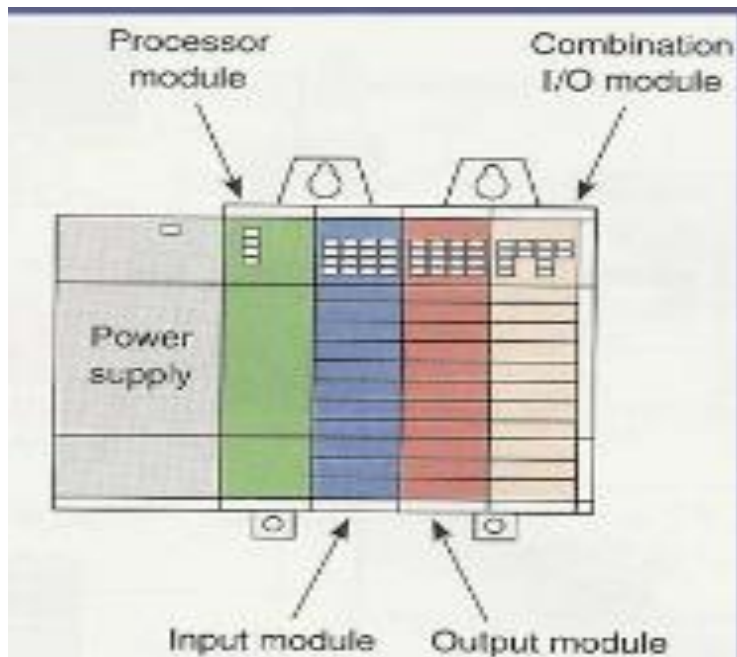 Processor
module
Combination
I/O module
Power
supply
Input module
Output module